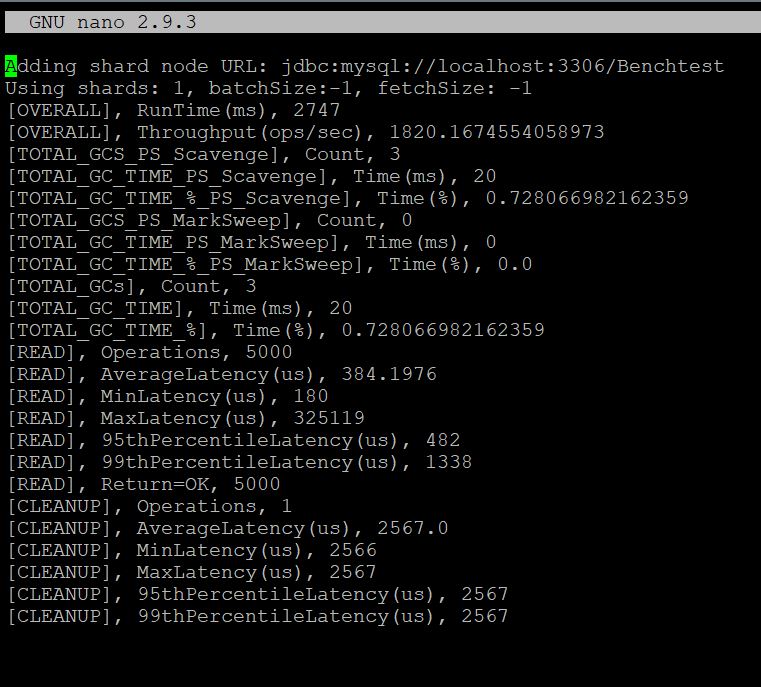 GNU nano 2.9.3
Adding shard node URL: jdbc:mysql://localhost:3306/Benchtest
Using shards: 1, batchSize:-1, fetchSize: -1
[OVERALL], RunTime(ms), 2747
[OVERALL], Throughput(ops/sec), 1820.1674554058973
[TOTAL_GCS_PS_Scavenge], Count, 3
[TOTAL_GC_TIME_PS_Scavenge], Time(ms), 20
[TOTAL_GC_TIME_%_PS_Scavenge], Time(%), 0.728066982162359
[TOTAL_GCS_PS_MarkSweep], Count, 0
[TOTAL_GC_TIME_PS_MarkSweep], Time(ms), 0
[TOTAL_GC_TIME_%_PS_MarkSweep], Time(%), 0.0
[TOTAL_GCs], Count, 3
[TOTAL_GC_TIME], Time(ms), 20
[TOTAL_GC_TIME_%], Time(%), 0.728066982162359
[READ], Operations, 5000
[READ], AverageLatency(us), 384.1976
[READ], MinLatency(us), 180
[READ], MaxLatency(us), 325119
[READ], 95thPercentileLatency(us), 482
[READ], 99thPercentileLatency(us), 1338
[READ], Return=OK, 5000
[CLEANUP], Operations, 1
[CLEANUP], AverageLatency(us), 2567.0
[CLEANUP], MinLatency(us), 2566
[CLEANUP], MaxLatency(us), 2567
[CLEANUP], 95thPercentileLatency(us), 2567
[CLEANUP], 99thPercentileLatency(us), 2567